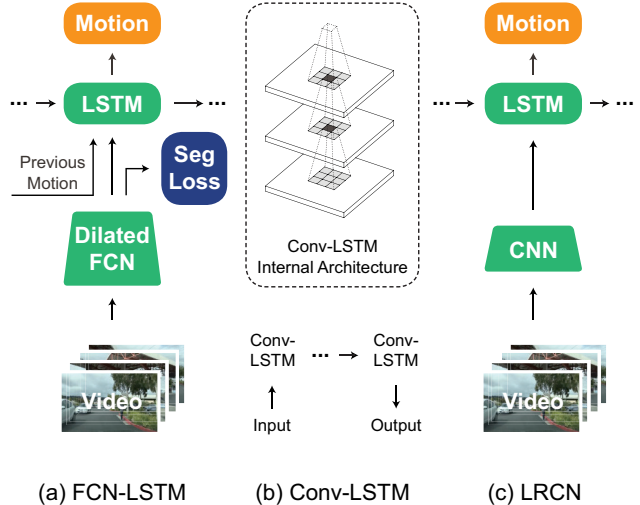 Motion
... LSTM ...
Previous
Motion
Seg
Loss
Dilated
FCN
Video
(a) FCN-LSTM
Conv-LSTM
Internal Architecture
Conv-
LSTM
...
Conv-
LSTM
Input
Output
(b) Conv-LSTM
Motion
... LSTM ...
CNN
Video
(c) LRCN